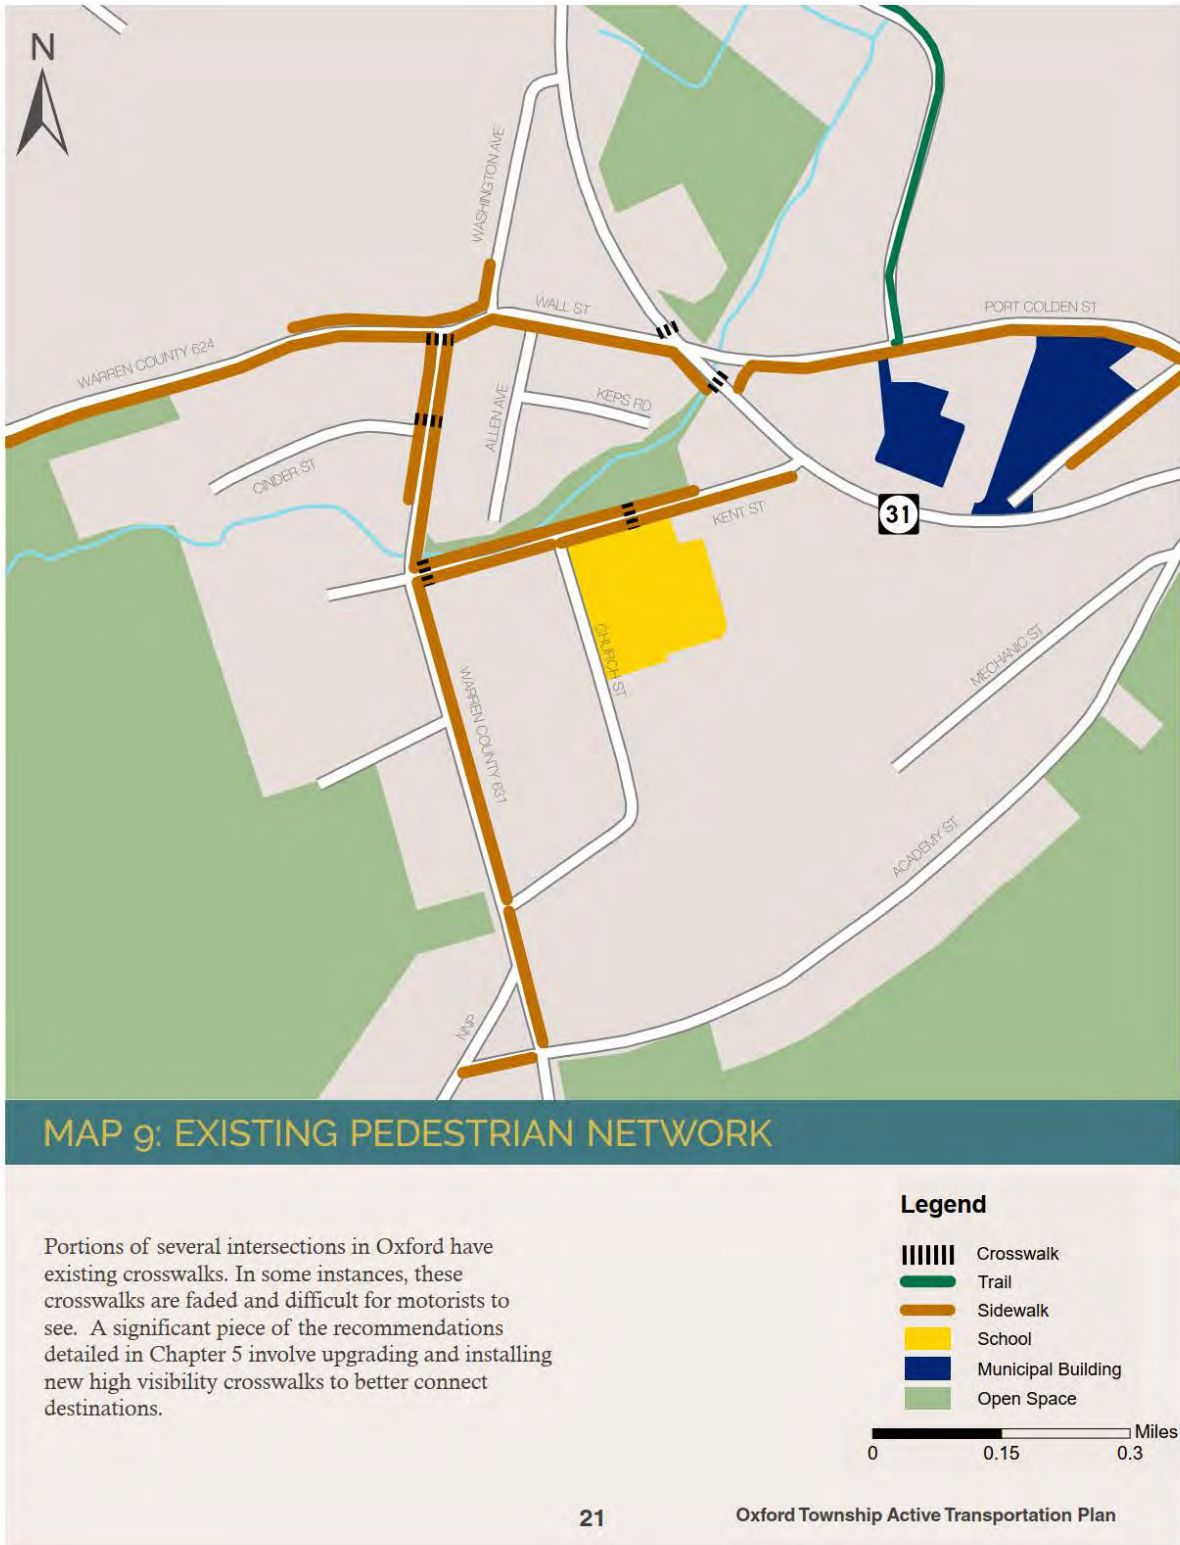 N
WASHINGTON AVE
WALL ST
PORT COLDEN ST
WARREN COUNTY 624
ALLEN AVE
KEPS RD
CINDER ST
KENT ST
31
CHURCH ST
MECHANIC ST
WARREN COUNTY 631
ACADEMY ST
NNP
MAP 9: EXISTING PEDESTRIAN NETWORK
Portions of several intersections in Oxford have
existing crosswalks. In some instances, these
crosswalks are faded and difficult for motorists to
see.  A significant piece of the recommendations
detailed in Chapter 5 involve upgrading and installing
new high visibility crosswalks to better connect
destinations.
Legend
Crosswalk
Trail
Sidewalk
School
Municipal Building
Open Space
Miles
0 0.15 0.3
21 Oxford Township Active Transportation Plan